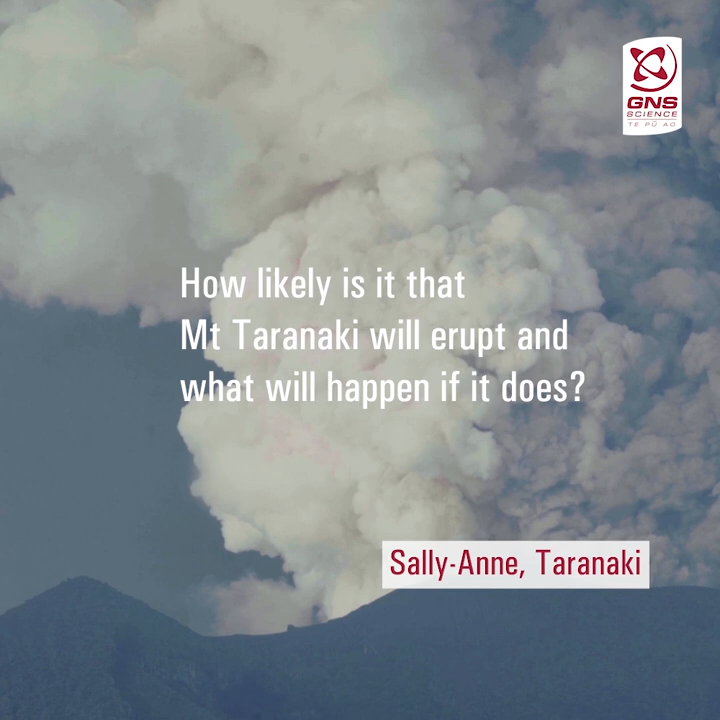 GNS
SCIENCE
TE PŪ AO
How likely is it that
Mt Taranaki will erupt and
what will happen if it does?
Sally-Anne, Taranaki